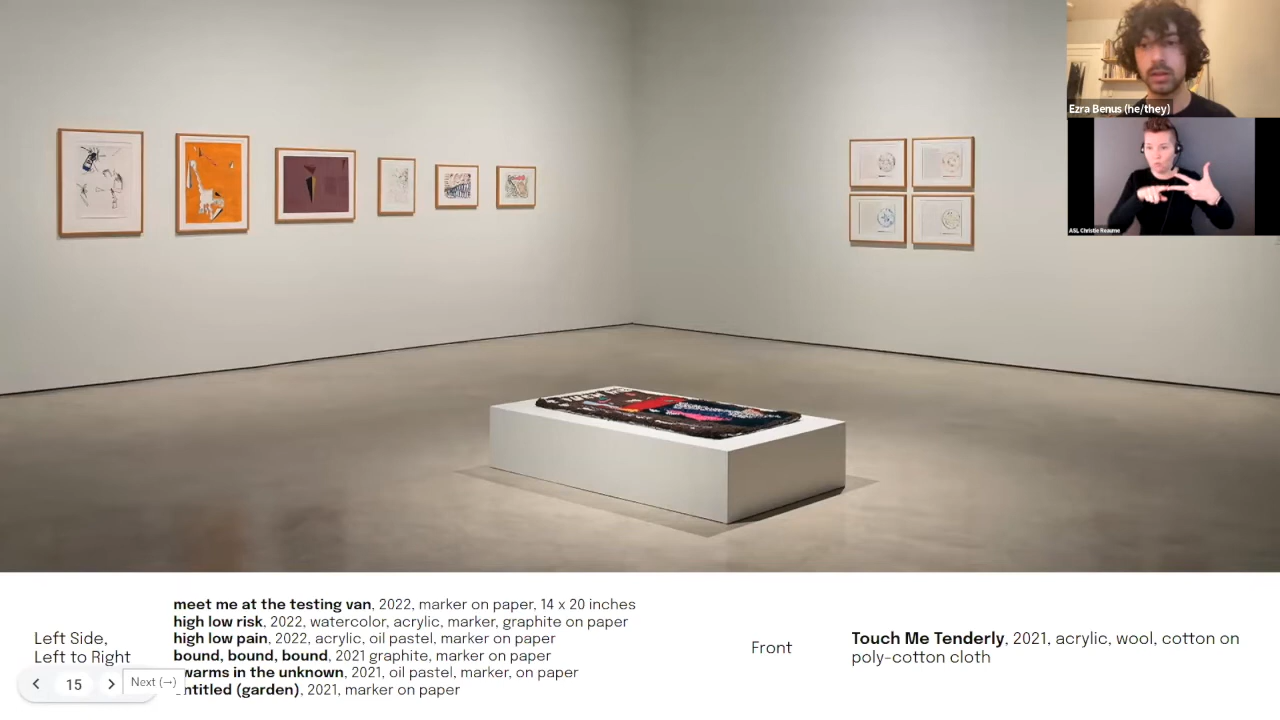 Ezra Benus (he/they)
ASL Christie Reaume
Left Side,
Left to Right
meet me at the testing van, 2022, marker on paper, 14 x 20 inches
high low risk, 2022, watercolor, acrylic, marker, graphite on paper
high low pain, 2022, acrylic, oil pastel, marker on paper
bound, bound, bound, 2021 graphite, marker on paper
warms in the unknown, 2021, oil pastel, marker, on paper
ntitled (garden), 2021, marker on paper
Front
Touch Me Tenderly, 2021, acrylic, wool, cotton on
poly-cotton cloth
15
Next (→)